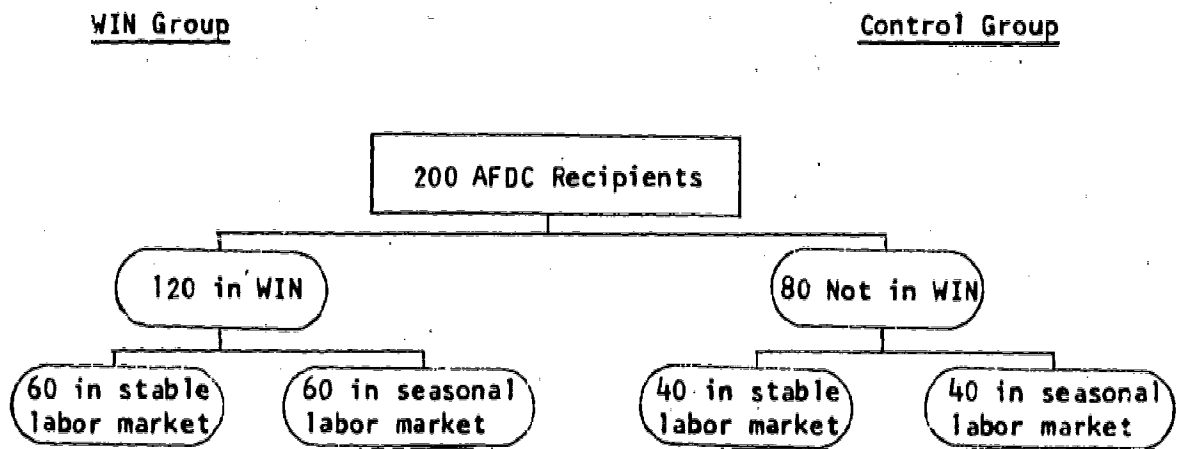 WIN Group
Control Group
200 AFDC Recipients
120 in WIN
80 Not in WIN
60 in stable
labor market
60 in seasonal
labor market
40 in stable
labor market
40 in seasonal
labor market